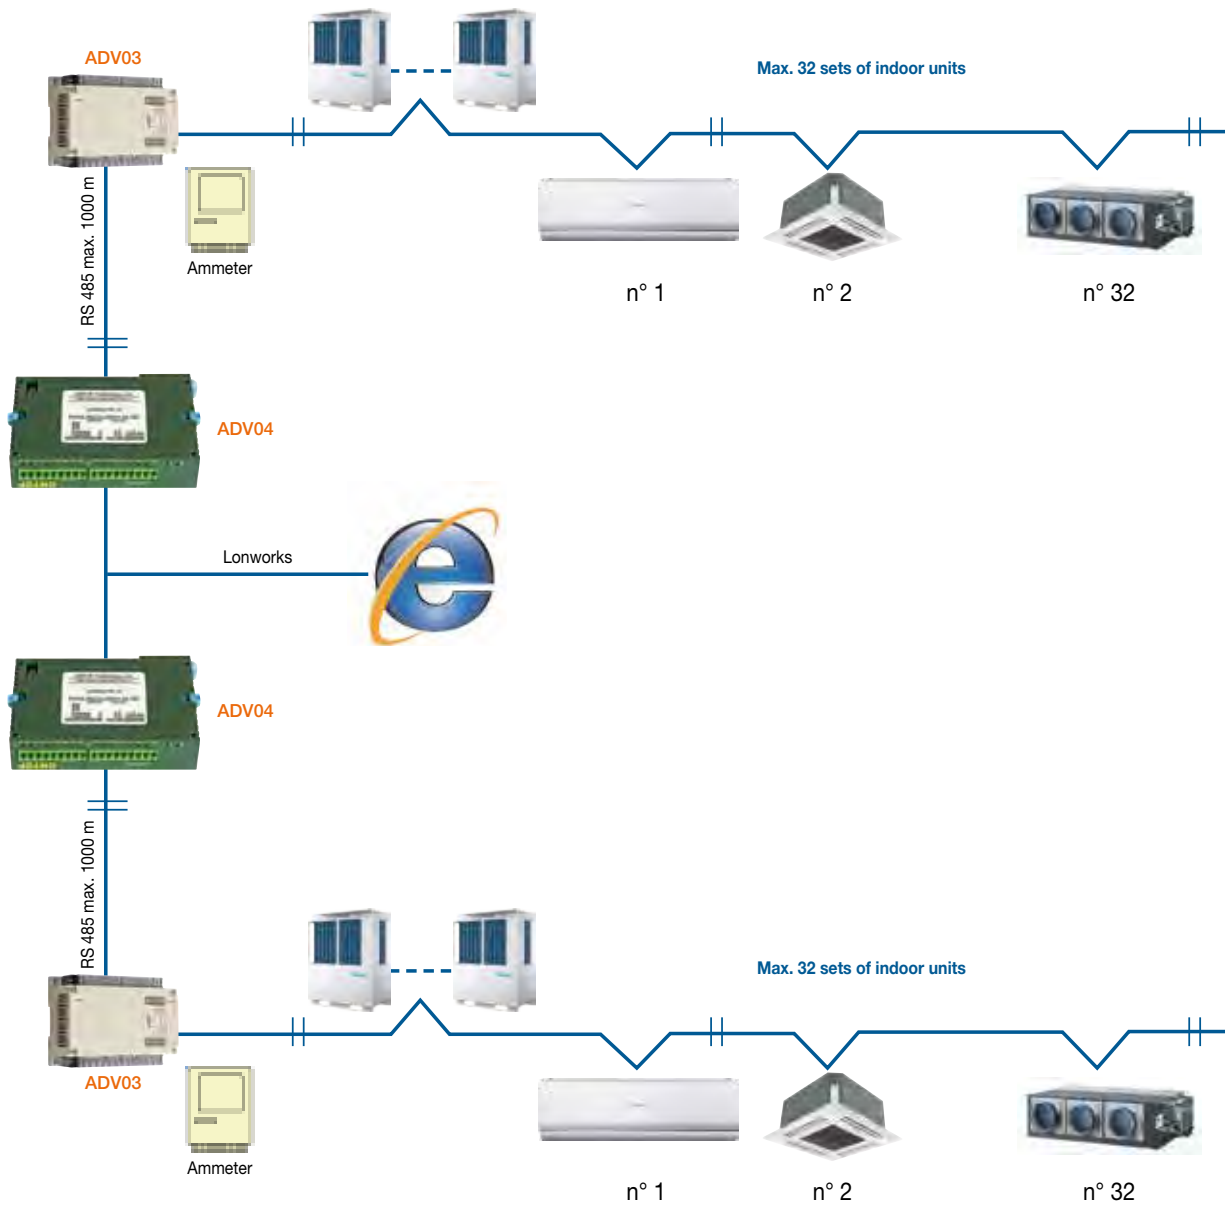 ADV03
Max. 32 sets of indoor units
RS 485 max. 1000 m
Ammeter
n° 1
n° 2
n° 32
ADV04
Lonworks
ADV04
RS 485 max. 1000 m
Max. 32 sets of indoor units
ADV03
Ammeter
n° 1
n° 2
n° 32